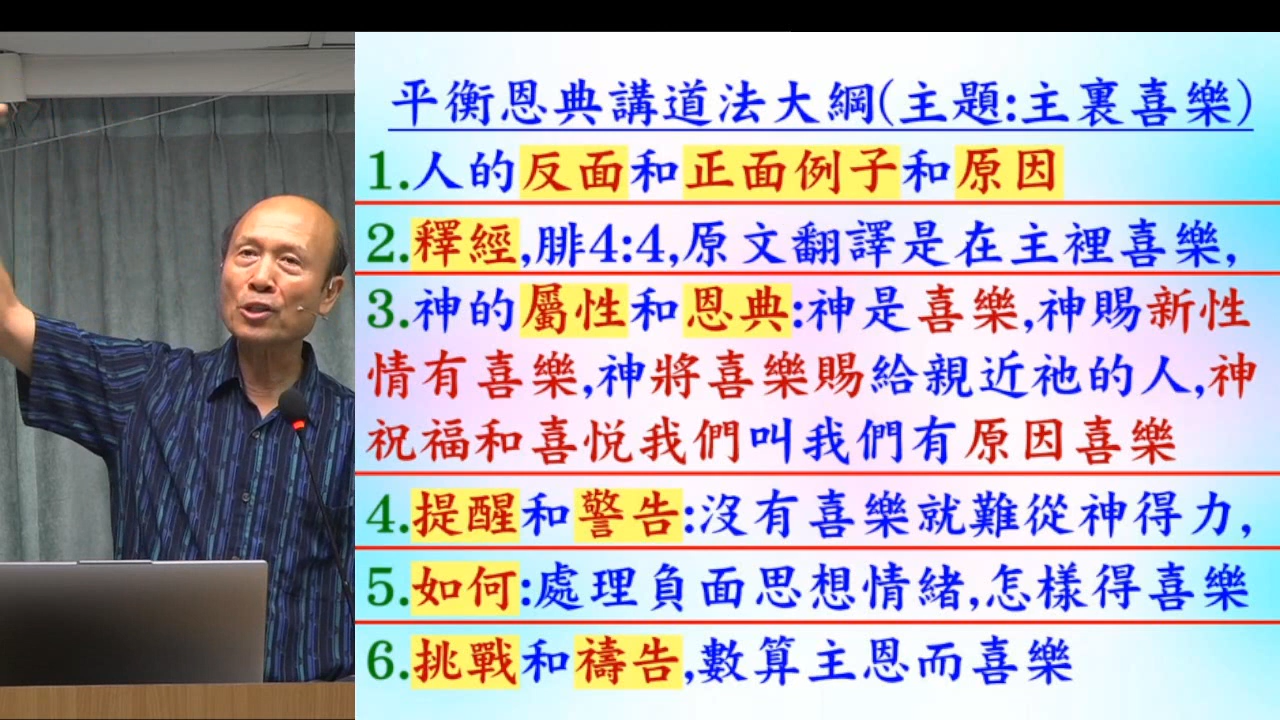 平衡恩典講道法大綱(主題:主裏喜樂)
1.人的反面和正面例子和原因
2.釋經,腓4:4,原文翻譯是在主裡喜樂,
3.神的屬性和恩典:神是喜樂,神賜新性
情有喜樂,神將喜樂賜給親近祂的人,神
祝福和喜悅我們叫我們有原因喜樂
4.提醒和警告:沒有喜樂就難從神得力,
5.如何:處理負面思想情緒,怎樣得喜樂
6.挑戰和禱告,數算主恩而喜樂